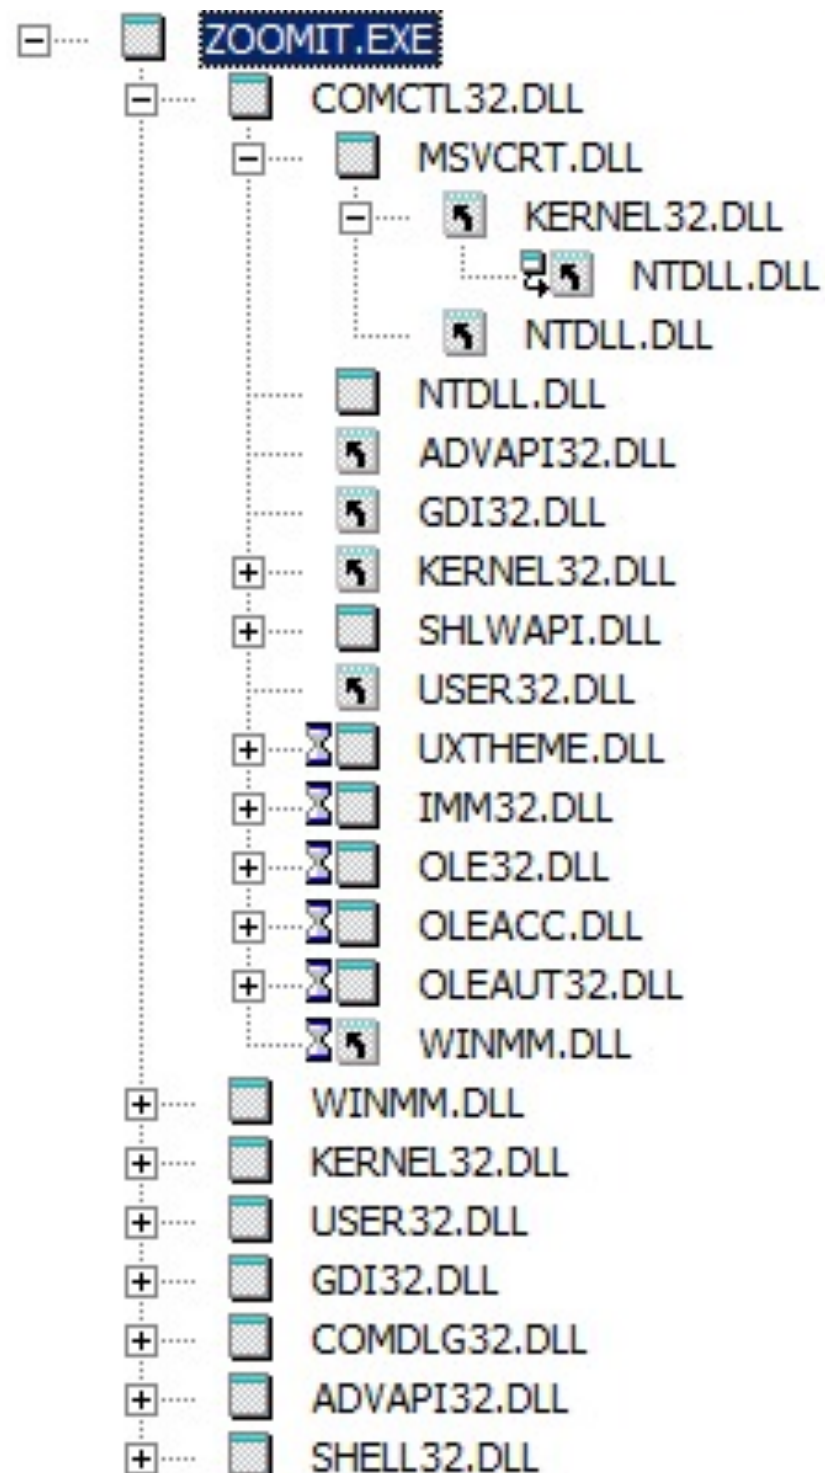 ZOOMIT.EXE
COMCTL32.DLL
MSVCRT.DLL
KERNEL32.DLL
NTDLL.DLL
NTDLL.DLL
NTDLL.DLL
ADVAPI32.DLL
GDI32.DLL
KERNEL32.DLL
SHLWAPI.DLL
USER32.DLL
UXTHEME.DLL
IMM32.DLL
OLE32.DLL
OLEACC.DLL
OLEAUT32.DLL
WINMM.DLL
WINMM.DLL
KERNEL32.DLL
USER32.DLL
GDI32.DLL
COMDLG32.DLL
ADVAPI32.DLL
SHELL32.DLL